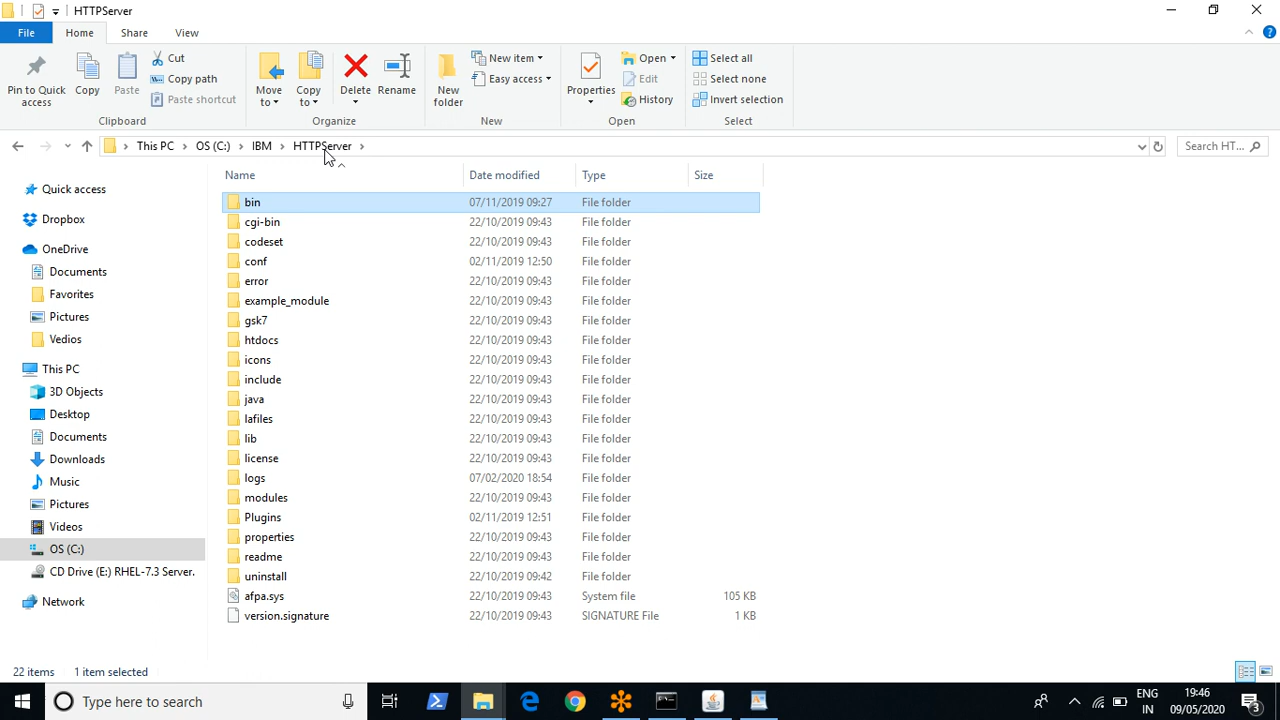 HTTPServer
File Home Share View
Pin to Quick access
Copy
Paste
Cut
Copy path
Paste shortcut
Clipboard
Move to
Copy to
Delete
Rename
Organize
New folder
New item
Easy access
New
Properties
Open
Edit
History
Open
Select all
Select none
Invert selection
Select
This PC OS (C:) IBM HTTPServer
Search HT...
Quick access
Dropbox
OneDrive
Documents
Favorites
Pictures
Vedios
This PC
3D Objects
Desktop
Documents
Downloads
Music
Pictures
Videos
OS (C:)
CD Drive (E:) RHEL-7.3 Server.
Network
Name Date modified Type Size
bin 07/11/2019 09:27 File folder
cgi-bin 22/10/2019 09:43 File folder
codeset 22/10/2019 09:43 File folder
conf 02/11/2019 12:50 File folder
error 22/10/2019 09:43 File folder
example_module 22/10/2019 09:43 File folder
gsk7 22/10/2019 09:43 File folder
htdocs 22/10/2019 09:43 File folder
icons 22/10/2019 09:43 File folder
include 22/10/2019 09:43 File folder
java 22/10/2019 09:43 File folder
lafiles 22/10/2019 09:43 File folder
lib 22/10/2019 09:43 File folder
license 22/10/2019 09:43 File folder
logs 07/02/2020 18:54 File folder
modules 22/10/2019 09:43 File folder
Plugins 02/11/2019 12:51 File folder
properties 22/10/2019 09:43 File folder
readme 22/10/2019 09:43 File folder
uninstall 22/10/2019 09:42 File folder
afpa.sys 22/10/2019 09:43 System file 105 KB
version.signature 22/10/2019 09:43 SIGNATURE File 1 KB
22 items 1 item selected
Type here to search
ENG
IN
19:46
09/05/2020
3